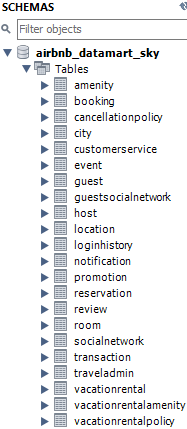 SCHEMAS
Filter objects
airbnb_datamart_sky
Tables
amenity
booking
cancellationpolicy
city
customerservice
event
guest
guestsocialnetwork
host
location
loginhistory
notification
promotion
reservation
review
room
socialnetwork
transaction
traveladmin
vacationrental
vacationrentalamenity
vacationrentalpolicy